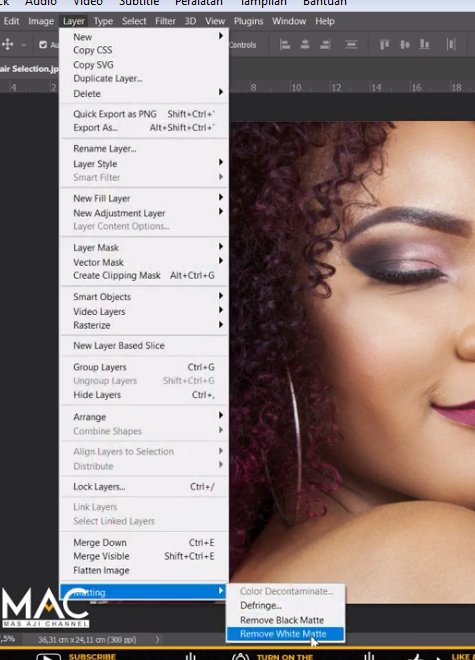 Audio Video Subtitle Peralatan Tampilan Bantuan
Edit Image Layer Type Select Filter 3D View Plugins Window Help
Controls
air Selection.jp
4 2 8 10 12 14 16 18
New
Copy CSS
Copy SVG
Duplicate Layer...
Delete
Quick Export as PNG Shift+Ctrl+'
Export As... Alt+Shift+Ctrl+'
Rename Layer...
Layer Style
Smart Filter
New Fill Layer
New Adjustment Layer
Layer Content Options...
Layer Mask
Vector Mask
Create Clipping Mask Alt+Ctrl+G
Smart Objects
Video Layers
Rasterize
New Layer Based Slice
Group Layers Ctrl+G
Ungroup Layers Shift+Ctrl+G
Hide Layers Ctrl+,
Arrange
Combine Shapes
Align Layers to Selection
Distribute
Lock Layers... Ctrl+/
Link Layers
Select Linked Layers
Merge Down Ctrl+E
Merge Visible Shift+Ctrl+E
Flatten Image
Matting
Color Decontaminate...
Defringe...
Remove Black Matte
Remove White Matte
MAC
MAS AJI CHANNEL
36,31 cm x 24,11 cm (300 ppi)
SUBSCRIBE
TURN ON THE
LIKE